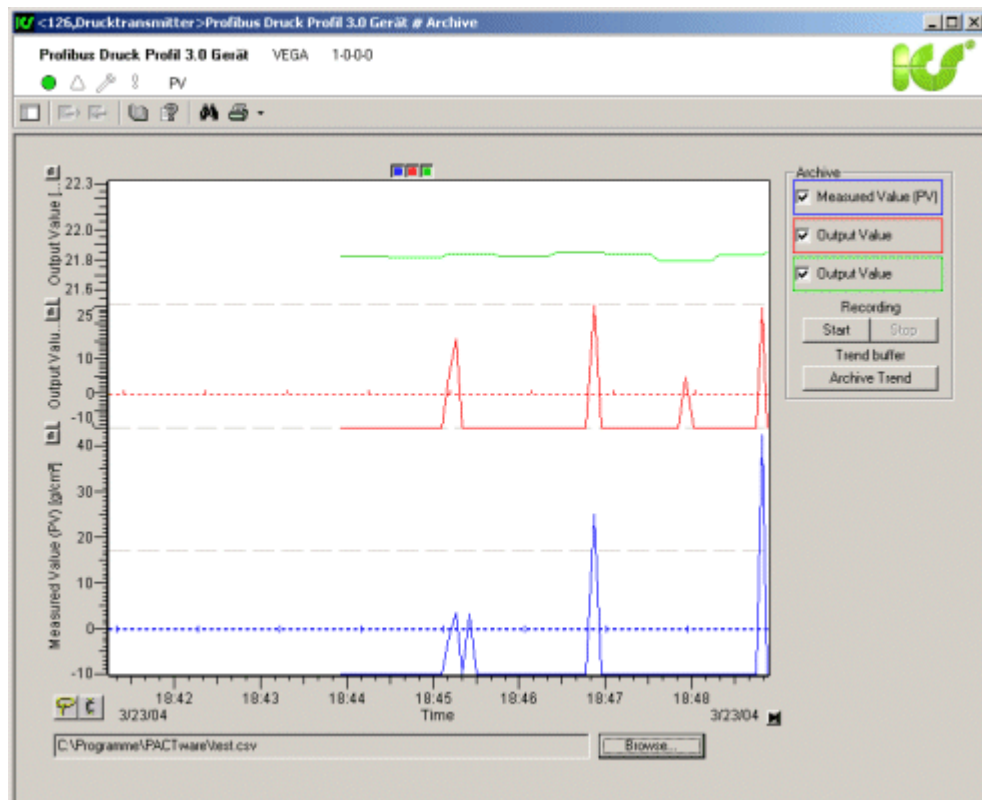 <126,Drucktransmitter>Profibus Druck Profil 3.0 Gerät # Archive
Profibus Druck Profil 3.0 Gerät VEGA 1-0-0-0
PV
ICS
Archive
Measured Value (PV)
Output Value
Output Value
Recording
Start Stop
Trend buffer
Archive Trend
Output Value [...
22.3
22.0
21.8
21.6
Output Valu...
25
10
0
-10
Measured Value (PV) [g/cm²]
40
30
20
10
0
-10
18:42 18:43 18:44 18:45 18:46 18:47 18:48
3/23/04 Time 3/23/04
C:\Programme\PACTware\test.csv Browse...